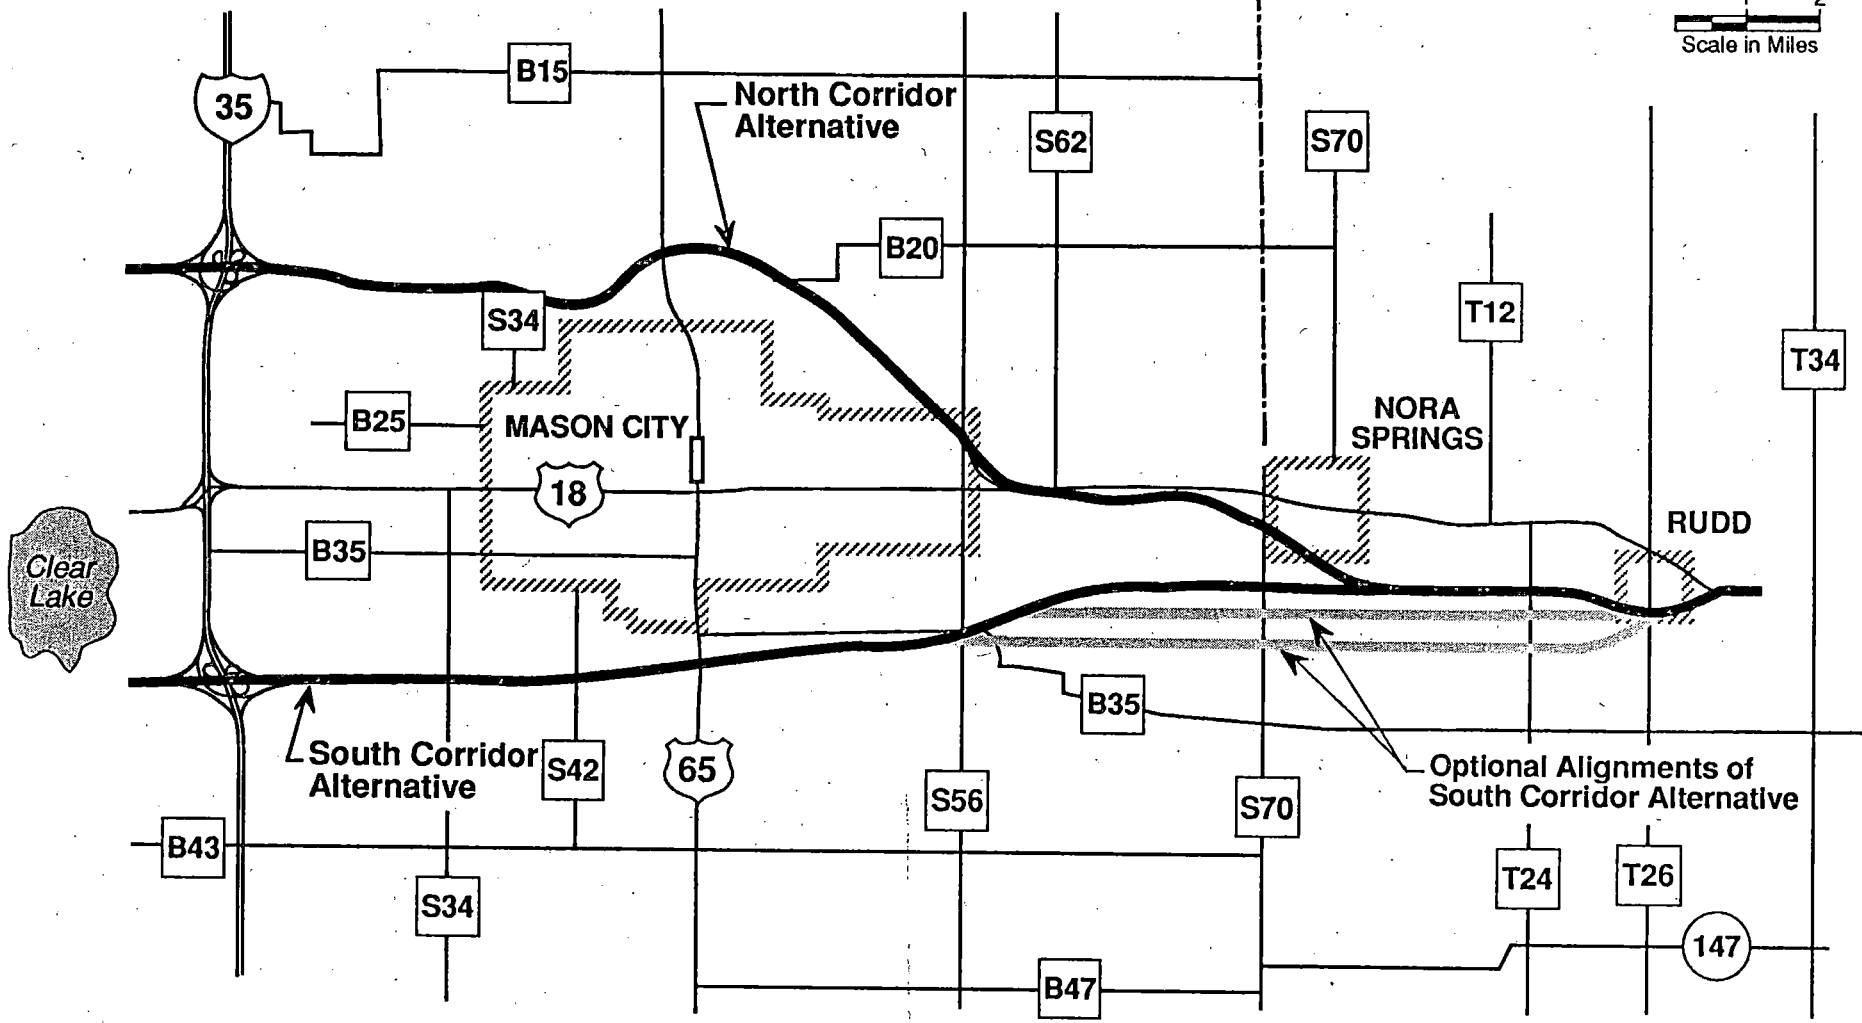 2
Scale in Miles
B15
35
North Corridor
Alternative
S62
S70
B20
S34
T12
T34
B25
MASON CITY
NORA
SPRINGS
18
RUDD
B35
Clear
Lake
B35
South Corridor
Alternative
S42
65
S56
S70
Optional Alignments of
South Corridor Alternative
B43
S34
T24
T26
147
B47